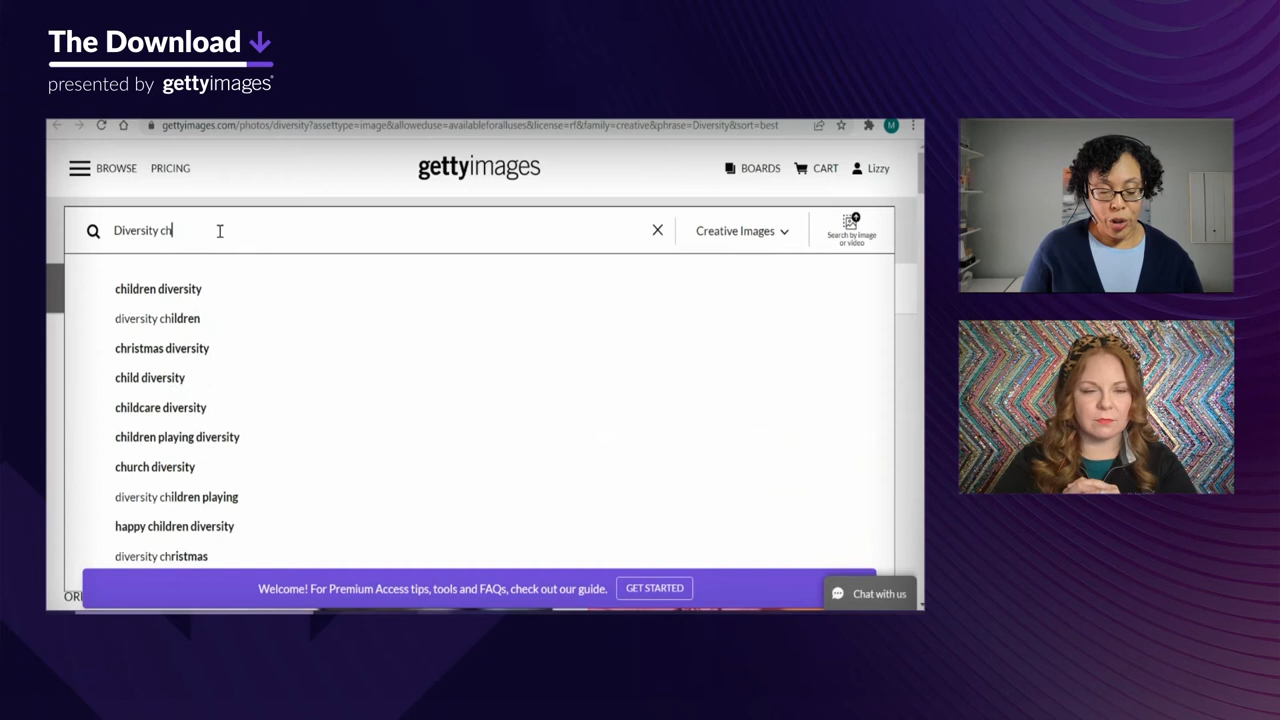 The Download
presented by gettyimages®
gettyimages.com/photos/diversity?assettype=image&alloweduse=availableforalluses&license=rf&family=creative&phrase=Diversity&sort=best
M
BROWSE PRICING gettyimages BOARDS CART Lizzy
Diversity ch Creative Images Search by image
or video
children diversity
diversity children
christmas diversity
child diversity
childcare diversity
children playing diversity
church diversity
diversity children playing
happy children diversity
diversity christmas
Welcome! For Premium Access tips, tools and FAQs, check out our guide. GET STARTED
Chat with us